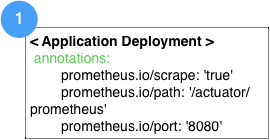 1
< Application Deployment >
annotations:
prometheus.io/scrape: 'true'
prometheus.io/path: '/actuator/
prometheus'
prometheus.io/port: '8080'